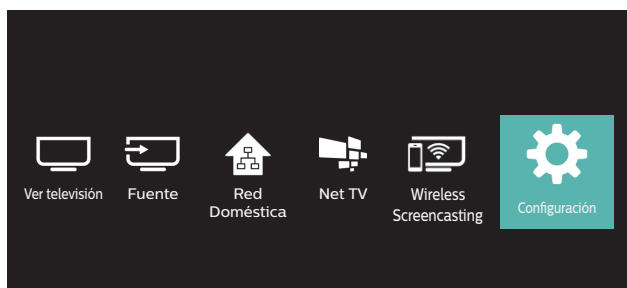 Ver televisión
Fuente
Red
Doméstica
Net TV
Wireless
Screencasting
Configuración